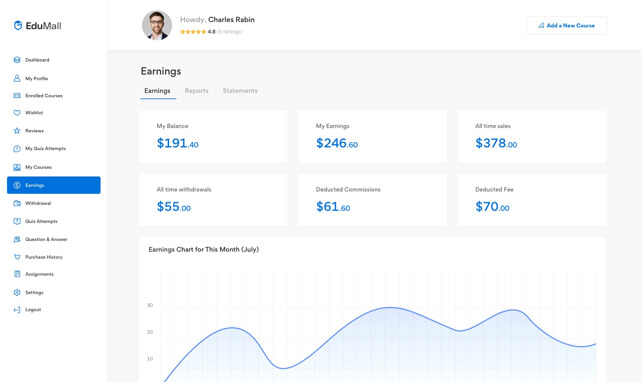 EduMall
Howdy, Charles Rabin
4.8 (5 ratings)
Add a New Course
Dashboard
My Profile
Enrolled Courses
Wishlist
Reviews
My Quiz Attempts
My Courses
Earnings
Withdrawal
Quiz Attempts
Question & Answer
Purchase History
Assignments
Settings
Logout
Earnings
Earnings Reports Statements
My Balance
$191.40
My Earnings
$246.60
All time sales
$378.00
All time withdrawals
$55.00
Deducted Commissions
$61.60
Deducted Fee
$70.00
Earnings Chart for This Month (July)
30
20
10